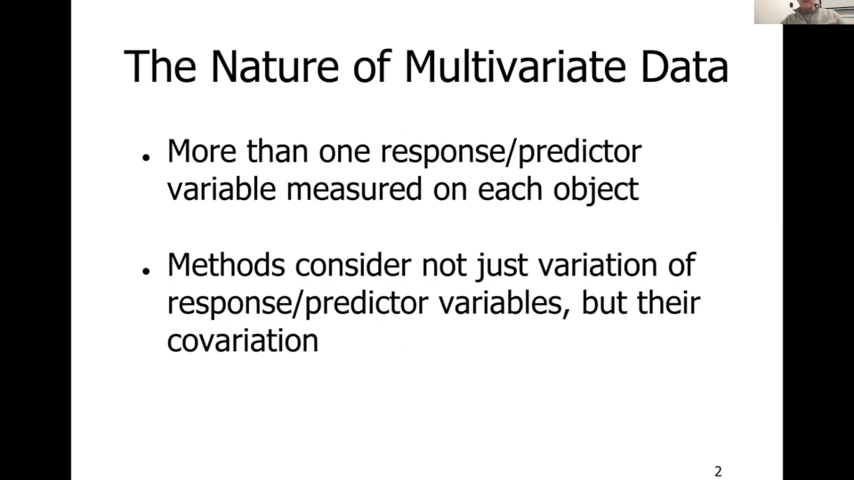 The Nature of Multivariate Data
• More than one response/predictor
variable measured on each object
• Methods consider not just variation of
response/predictor variables, but their
covariation
2